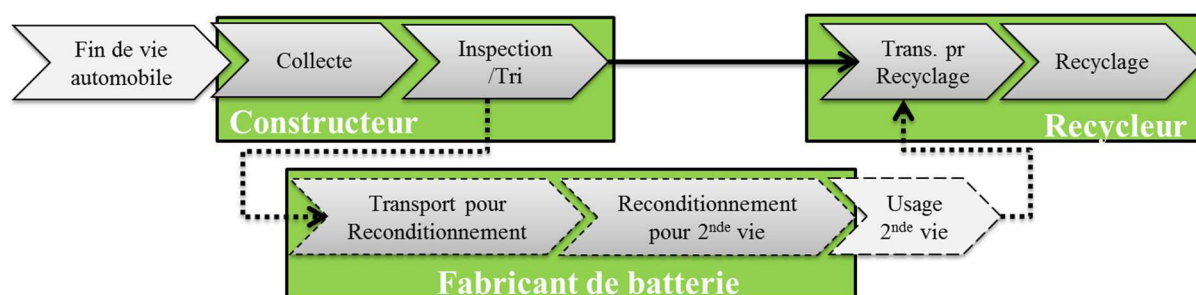 Fin de vie
automobile
Collecte
Inspection
/Tri
Constructeur
Trans. pr
Recyclage
Recyclage
Recycleur
Transport pour
Reconditionnement
Reconditionnement
pour 2nde vie
Usage
2nde vie
Fabricant de batterie